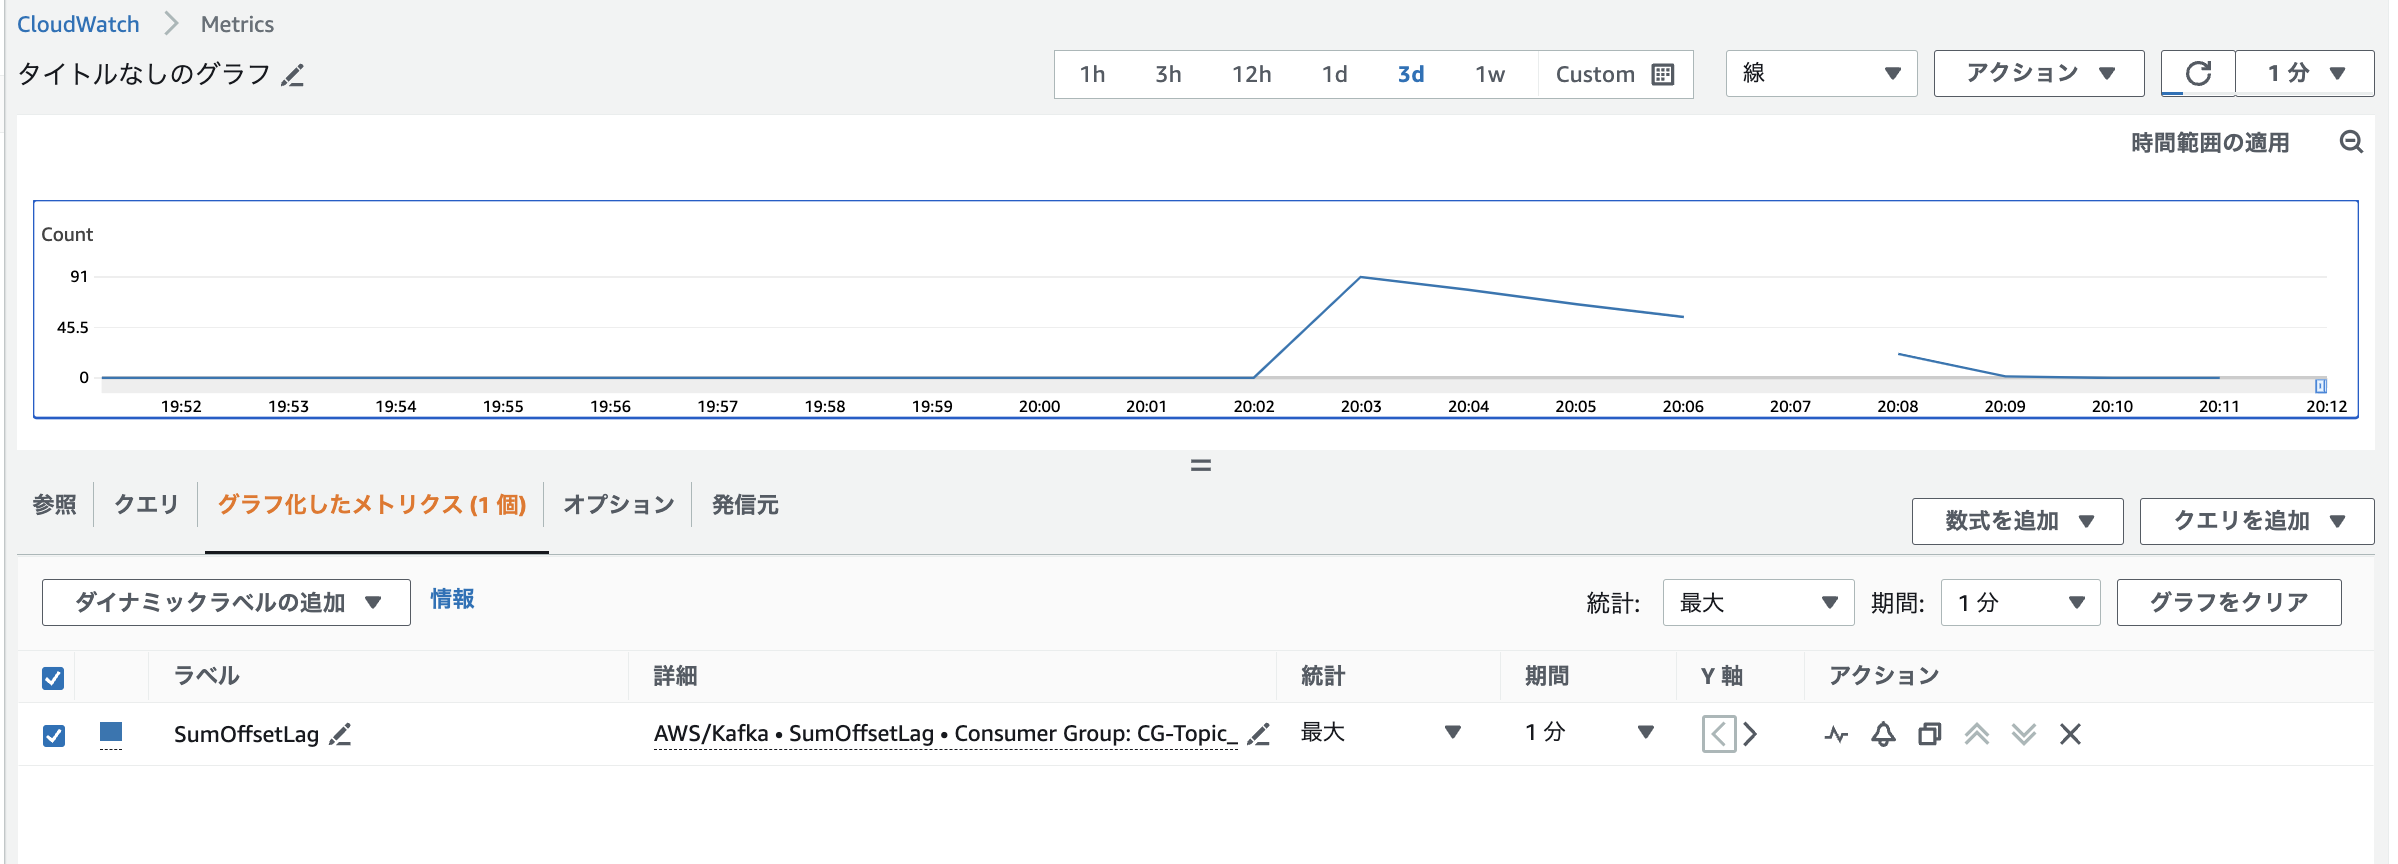 CloudWatch > Metrics
タイトルなしのグラフ
1h 3h 12h 1d 3d 1w Custom 線 アクション 1 分
時間範囲の適用
Count
91
45.5
0
19:52 19:53 19:54 19:55 19:56 19:57 19:58 19:59 20:00 20:01 20:02 20:03 20:04 20:05 20:06 20:07 20:08 20:09 20:10 20:11 20:12
参照 クエリ グラフ化したメトリクス (1 個) オプション 発信元
数式を追加 クエリを追加
ダイナミックラベルの追加 情報 統計: 最大 期間: 1 分 グラフをクリア
ラベル 詳細 統計 期間 Y 軸 アクション
SumOffsetLag AWS/Kafka • SumOffsetLag • Consumer Group: CG-Topic_ 最大 1 分